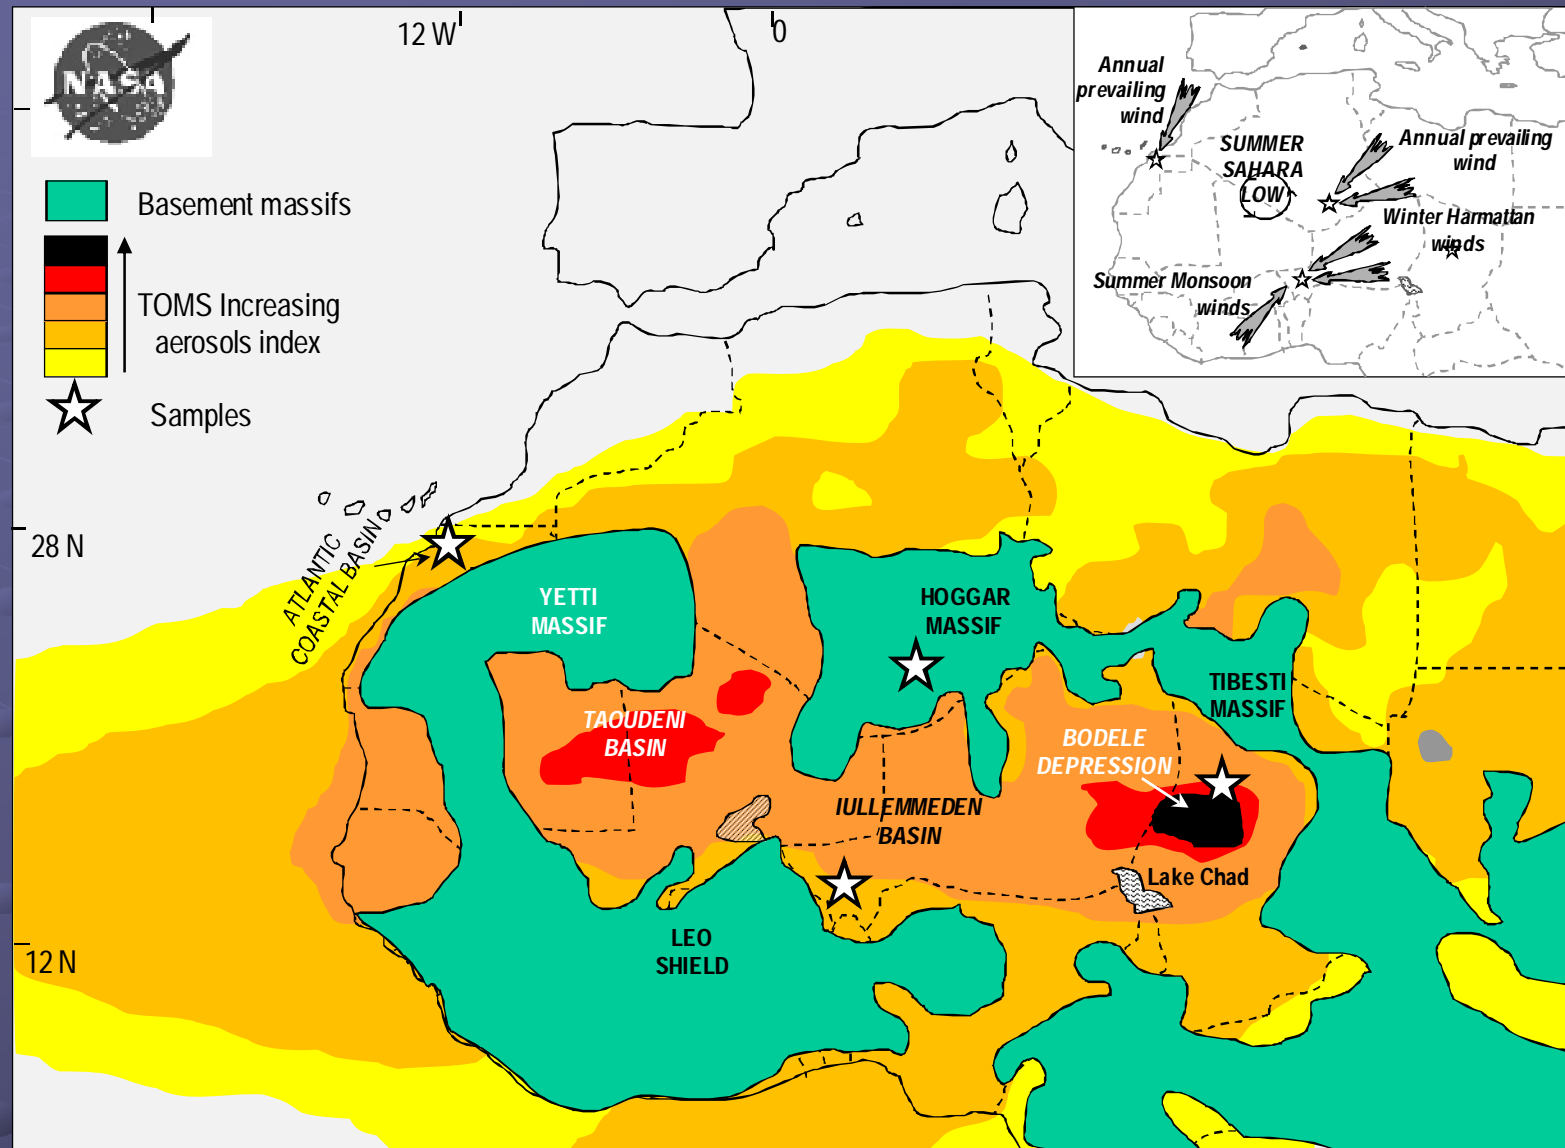 12 W
0
NASA
Basement massifs
TOMS Increasing
aerosols index
Samples
Annual
prevailing
wind
SUMMER
SAHARA
LOW
Annual prevailing
wind
Winter Harmattan
winds
Summer Monsoon
winds
28 N
ATLANTIC
COASTAL BASIN
YETTI
MASSIF
HOGGAR
MASSIF
TIBESTI
MASSIF
TAOUDENI
BASIN
BODELE
DEPRESSION
IULLEMMEDEN
BASIN
Lake Chad
LEO
SHIELD
12 N